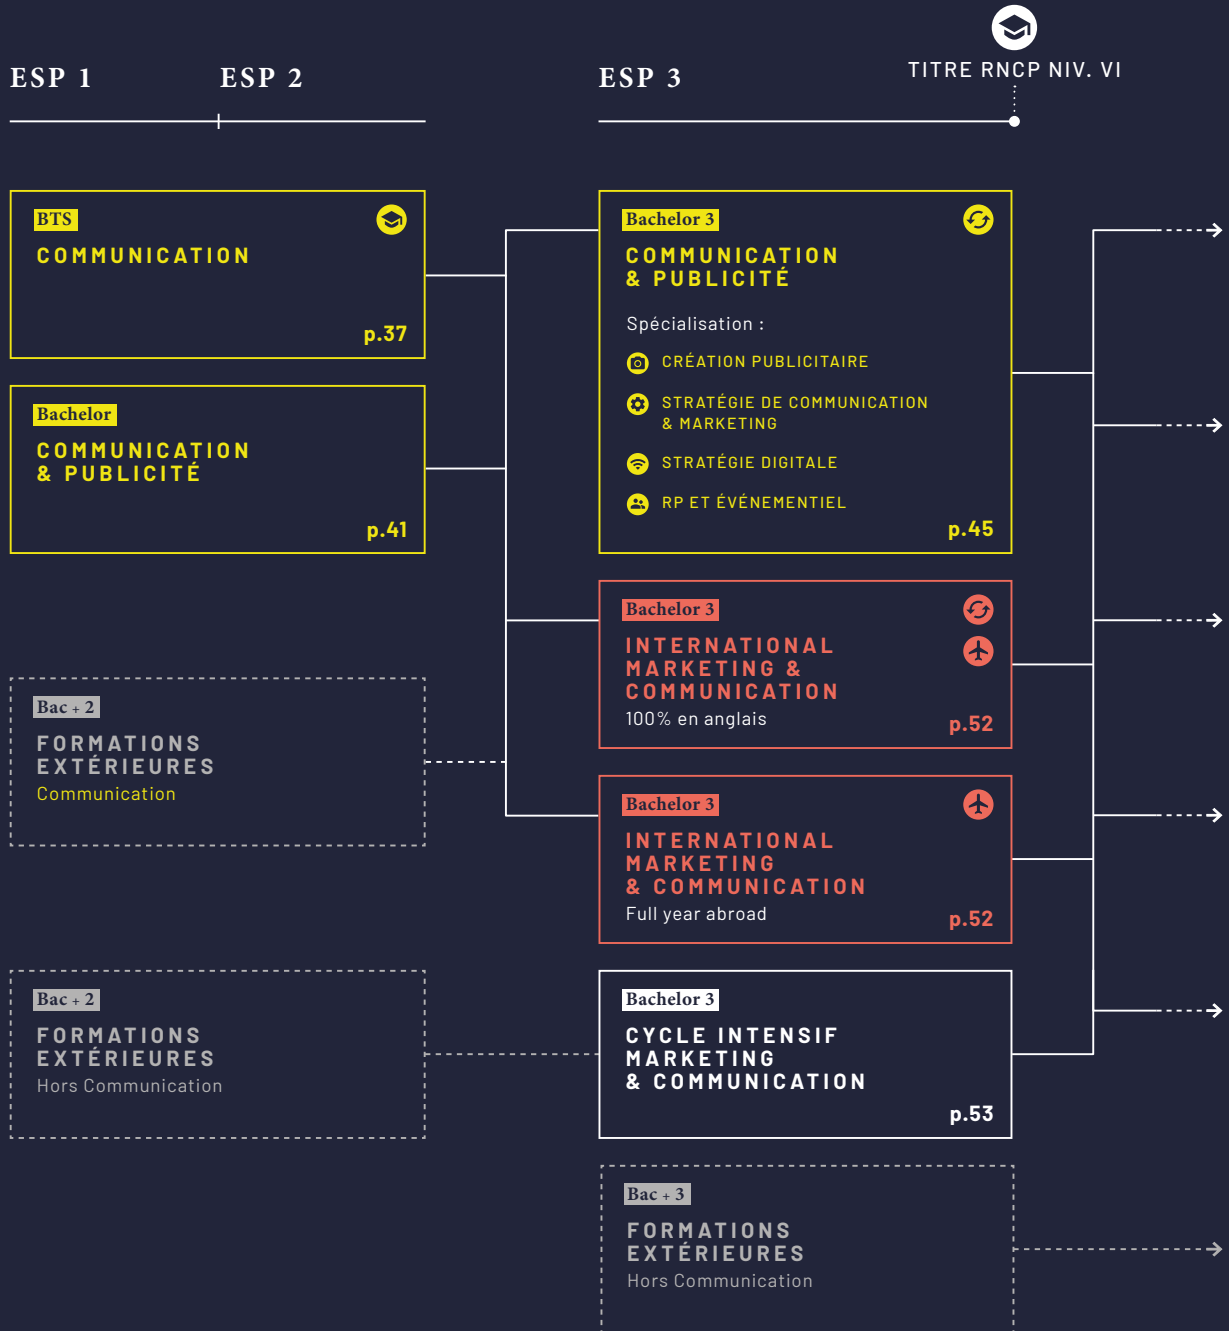 ESP 1
ESP 2
ESP 3
TITRE RNCP NIV. VI
BTS
COMMUNICATION
p.37
Bachelor
COMMUNICATION
& PUBLICITÉ
p.41
Bac + 2
FORMATIONS
EXTÉRIEURES
Communication
Bac + 2
FORMATIONS
EXTÉRIEURES
Hors Communication
Bachelor 3
COMMUNICATION
& PUBLICITÉ
Spécialisation :
CRÉATION PUBLICITAIRE
STRATÉGIE DE COMMUNICATION
& MARKETING
STRATÉGIE DIGITALE
RP ET ÉVÉNEMENTIEL
p.45
Bachelor 3
INTERNATIONAL
MARKETING &
COMMUNICATION
100% en anglais
p.52
Bachelor 3
INTERNATIONAL
MARKETING
& COMMUNICATION
Full year abroad
p.52
Bachelor 3
CYCLE INTENSIF
MARKETING
& COMMUNICATION
p.53
Bac + 3
FORMATIONS
EXTÉRIEURES
Hors Communication